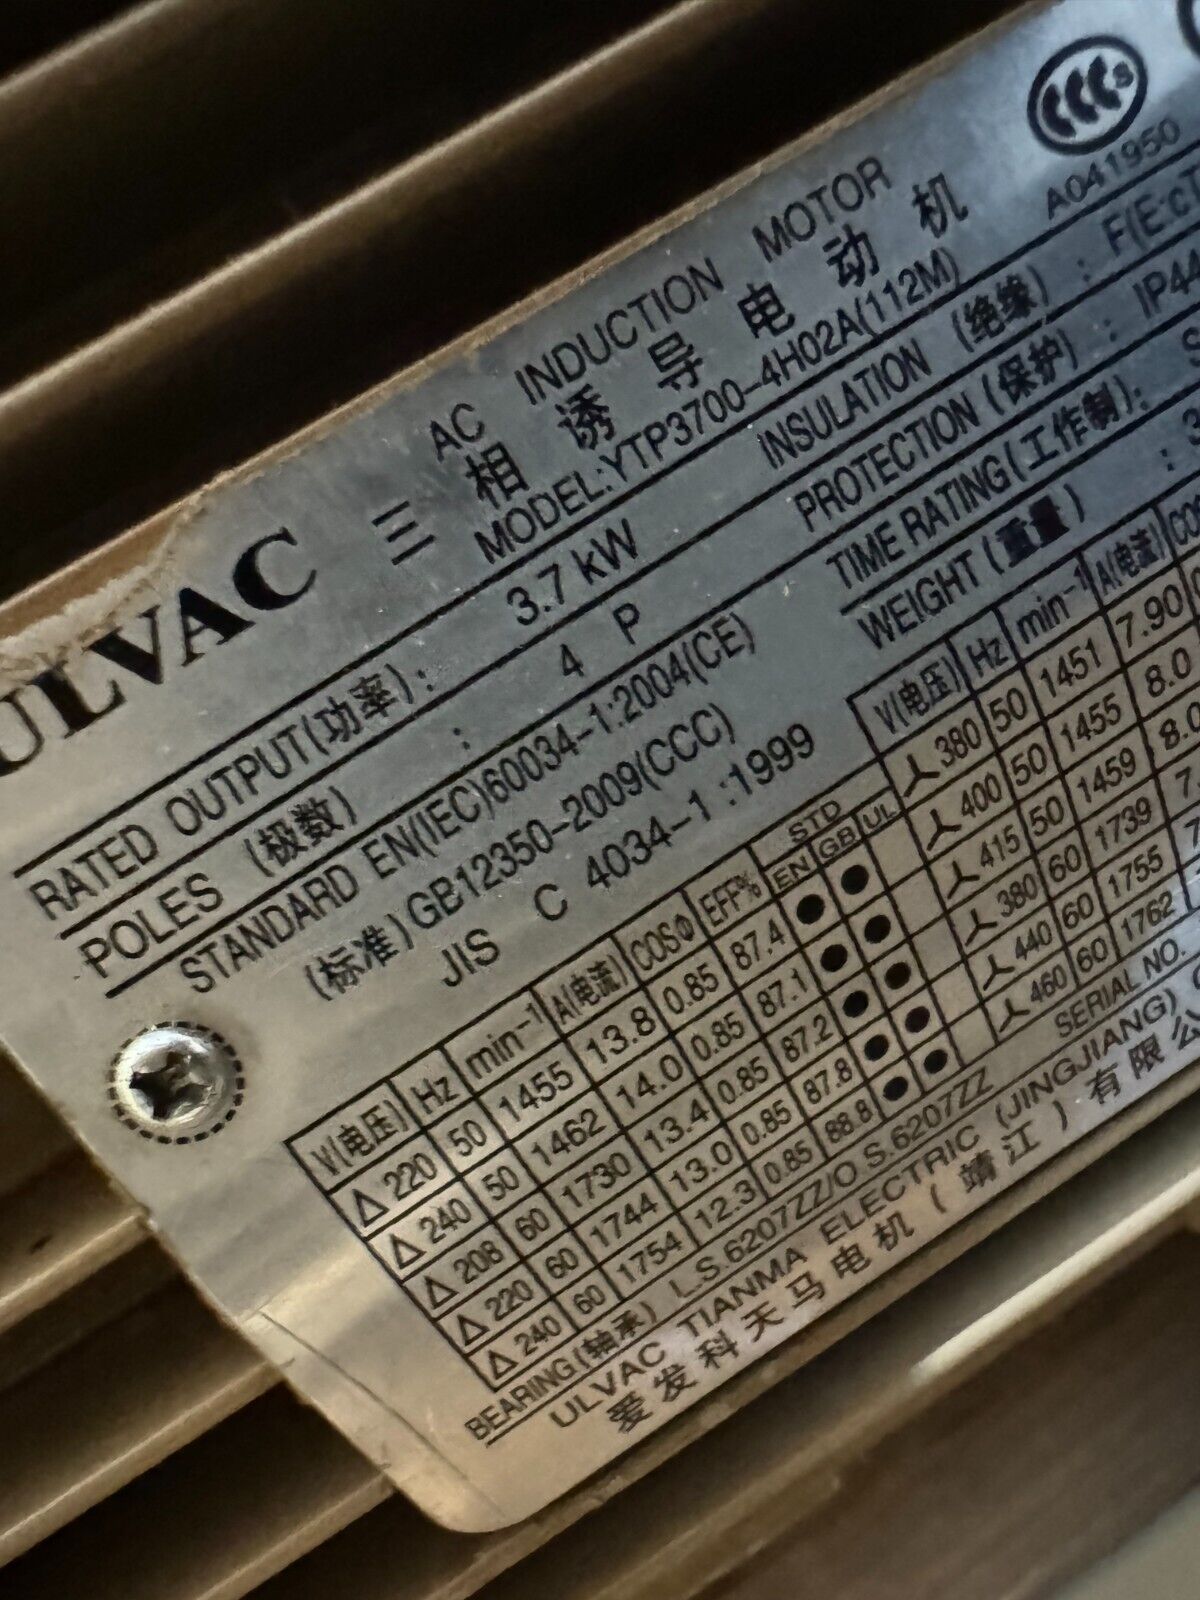 ULVAC
AC INDUCTION MOTOR
三 相 诱 导 电 动 机
MODEL:YTP3700-4H02A(112M)
CCC S
A041950
RATED OUTPUT(功率): 3.7 kW
POLES (极数) : 4 P
STANDARD EN(IEC)60034-1:2004(CE)
(标准)GB12350-2009(CCC)
JIS C 4034-1 :1999
INSULATION (绝缘) : F(E:cT
PROTECTION (保护) : IP44
TIME RATING(工作制):
WEIGHT (重量) :
V(电压) Hz min⁻¹ A(电流) COSΦ EFF% STD EN GB UL
△ 220 50 1455 13.8 0.85 87.4 ● ●
△ 240 50 1462 14.0 0.85 87.1 ● ●
△ 208 60 1730 13.4 0.85 87.2 ● ●
△ 220 60 1744 13.0 0.85 87.8 ● ●
△ 240 60 1754 12.3 0.85 88.8 ● ●
V(电压) Hz min⁻¹ A(电流) CO
380 50 1451 7.90
400 50 1455 8.0
415 50 1459 8.0
380 60 1739 7.
440 60 1755 7
460 60 1762
BEARING(轴承) L.S.6207ZZ/O.S.6207ZZ
SERIAL NO.
ULVAC TIANMA ELECTRIC (JINGJIANG)
爱发科天马电机(靖江)有限公